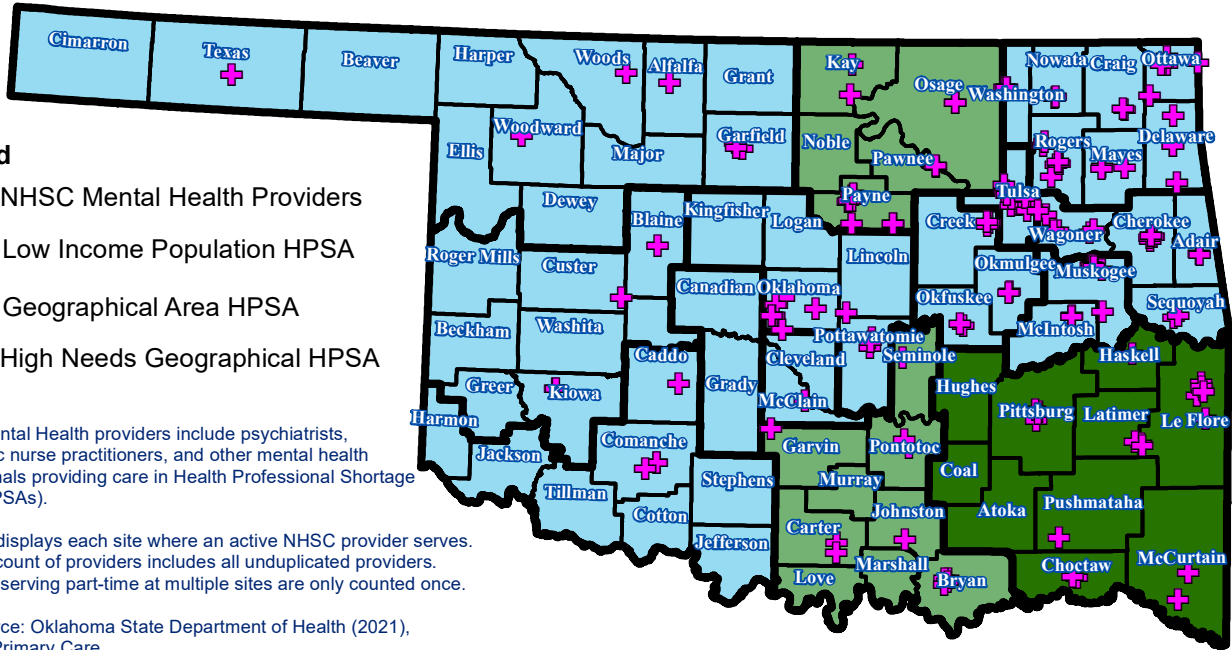 Cimarron
Texas
Beaver
Harper
Woods
Alfalfa
Grant
Kay
Osage
Washington
Nowata
Craig
Ottawa
Woodward
Ellis
Major
Garfield
Noble
Pawnee
Rogers
Mayes
Delaware
d
NHSC Mental Health Providers
Low Income Population HPSA
Geographical Area HPSA
High Needs Geographical HPSA
Dewey
Blaine
Kingfisher
Logan
Payne
Creek
Tulsa
Wagoner
Cherokee
Adair
Roger Mills
Custer
Canadian
Oklahoma
Lincoln
Okfuskee
Okmulgee
Muskogee
Sequoyah
McIntosh
Beckham
Washita
Caddo
Grady
Cleveland
Pottawatomie
Seminole
Hughes
Haskell
Greer
Kiowa
McClain
Pittsburg
Latimer
Le Flore
Harmon
Jackson
Comanche
Garvin
Pontotoc
Coal
Tillman
Cotton
Stephens
Murray
Johnston
Atoka
Pushmataha
Jefferson
Carter
Love
Marshall
Bryan
Choctaw
McCurtain
ntal Health providers include psychiatrists,
c nurse practitioners, and other mental health
nals providing care in Health Professional Shortage
PSAs).
displays each site where an active NHSC provider serves.
count of providers includes all unduplicated providers.
serving part-time at multiple sites are only counted once.
rce: Oklahoma State Department of Health (2021),
Primary Care